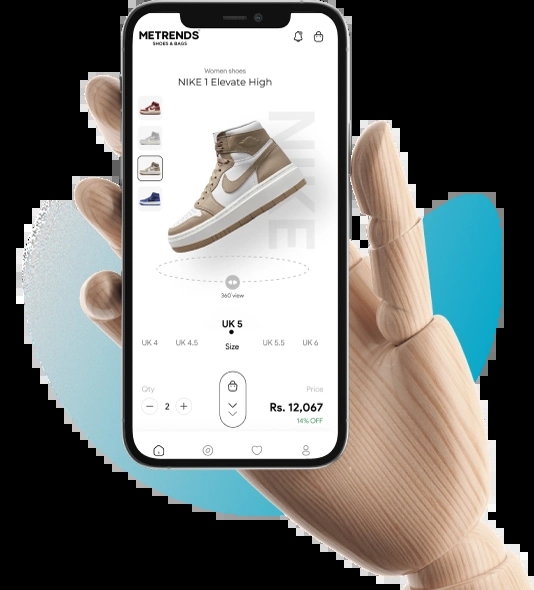 METRENDS
SHOES & BAGS
Women shoes
NIKE 1 Elevate High
NIKE
360°view
UK 5
UK 4
UK 4.5
Size
UK 5.5
UK 6
Qty
Price
2
Rs. 12,067
14% OFF